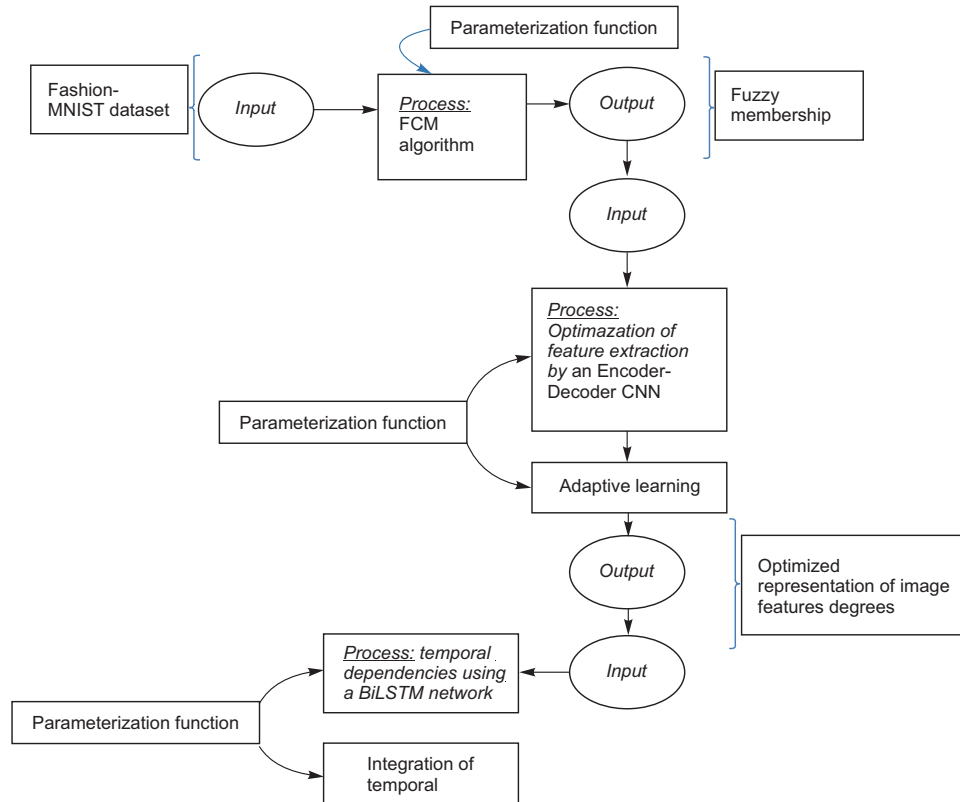 Parameterization function
Fashion-
MNIST dataset
Input
Process:
FCM
algorithm
Output
Fuzzy
membership
Input
Process:
Optimazation of
feature extraction
by an Encoder-
Decoder CNN
Parameterization function
Adaptive learning
Output
Optimized
representation of image
features degrees
Process: temporal
dependencies using
a BiLSTM network
Input
Parameterization function
Integration of
temporal